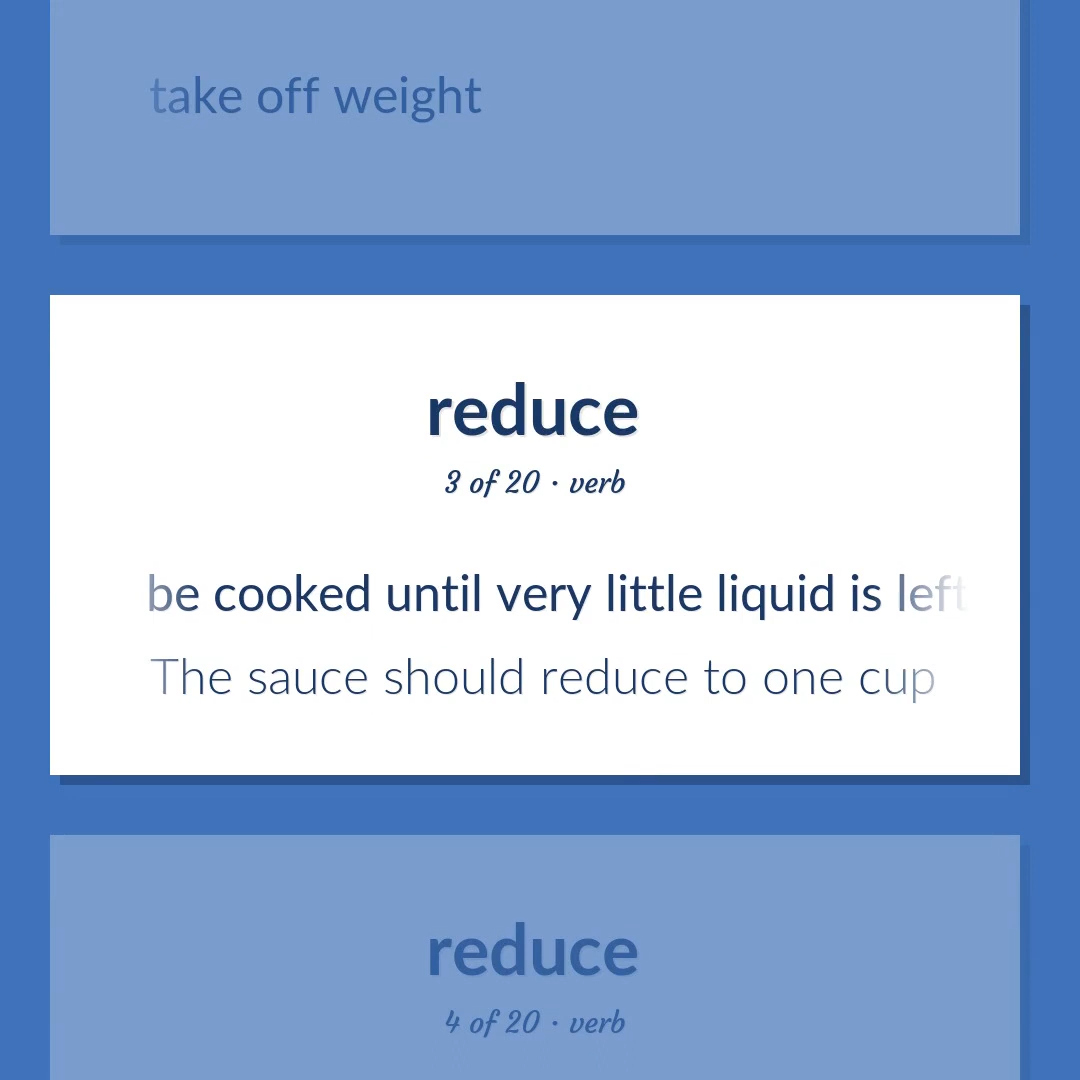 take off weight
reduce
3 of 20 · verb
be cooked until very little liquid is left
The sauce should reduce to one cup
reduce
4 of 20 · verb